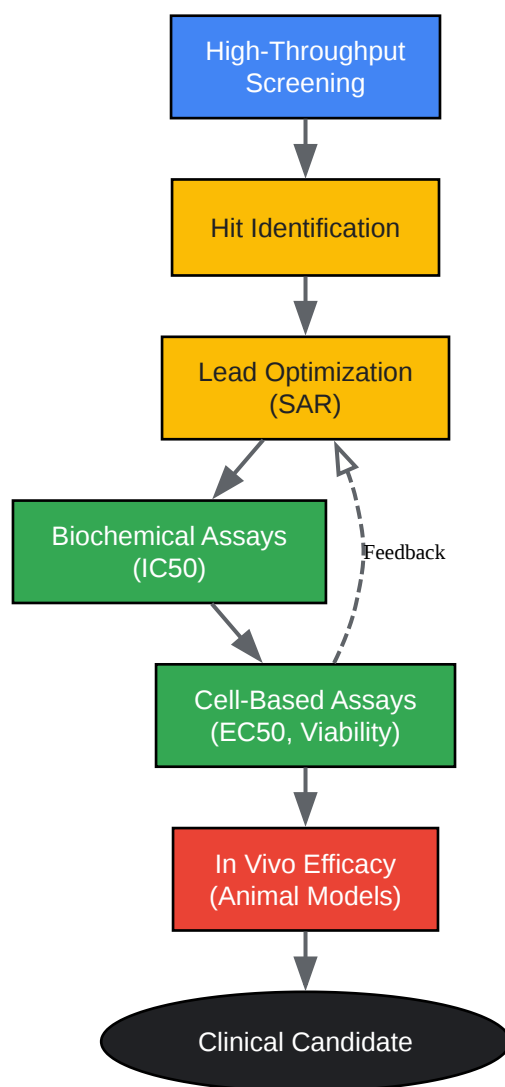 High-Throughput
Screening
Hit Identification
Lead Optimization
(SAR)
Biochemical Assays
(IC50)
Feedback
Cell-Based Assays
(EC50, Viability)
In Vivo Efficacy
(Animal Models)
Clinical Candidate